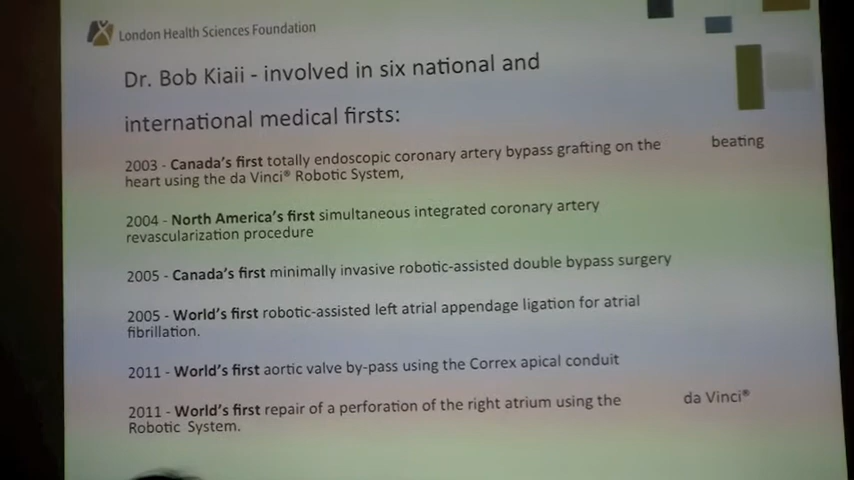 London Health Sciences Foundation
Dr. Bob Kiaii - involved in six national and
international medical firsts:
2003 - Canada's first totally endoscopic coronary artery bypass grafting on the beating
heart using the da Vinci® Robotic System,
2004 - North America's first simultaneous integrated coronary artery
revascularization procedure
2005 - Canada's first minimally invasive robotic-assisted double bypass surgery
2005 - World's first robotic-assisted left atrial appendage ligation for atrial
fibrillation.
2011 - World's first aortic valve by-pass using the Correx apical conduit
2011 - World's first repair of a perforation of the right atrium using the da Vinci®
Robotic System.